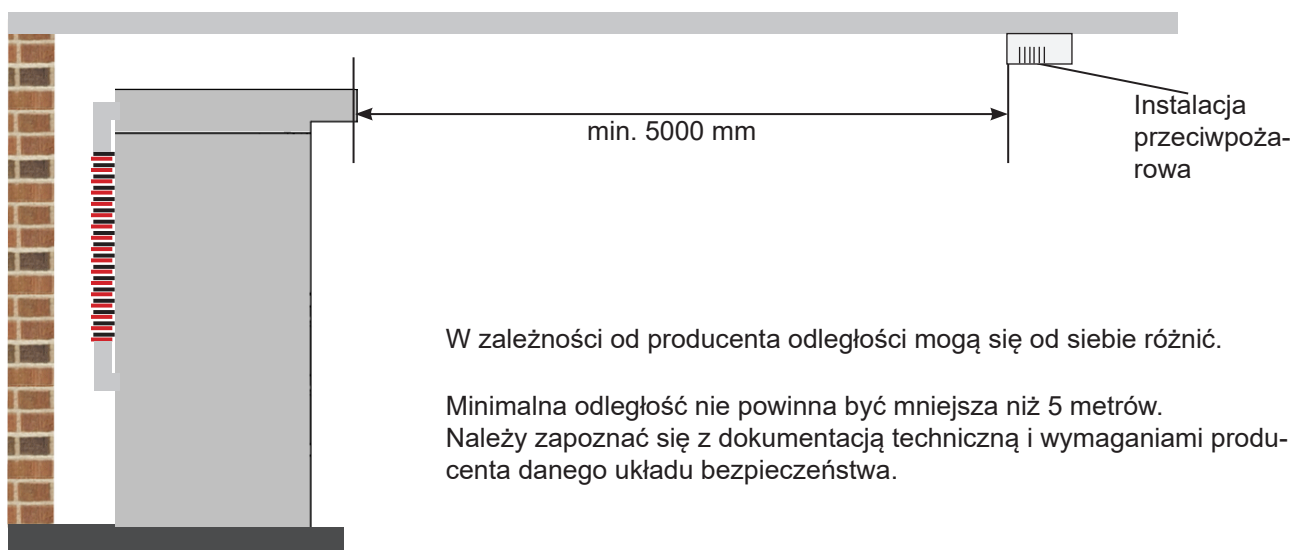 min. 5000 mm
Instalacja
przeciwpoża-
rowa
W zależności od producenta odległości mogą się od siebie różnić.
Minimalna odległość nie powinna być mniejsza niż 5 metrów.
Należy zapoznać się z dokumentacją techniczną i wymaganiami produ-
centa danego układu bezpieczeństwa.